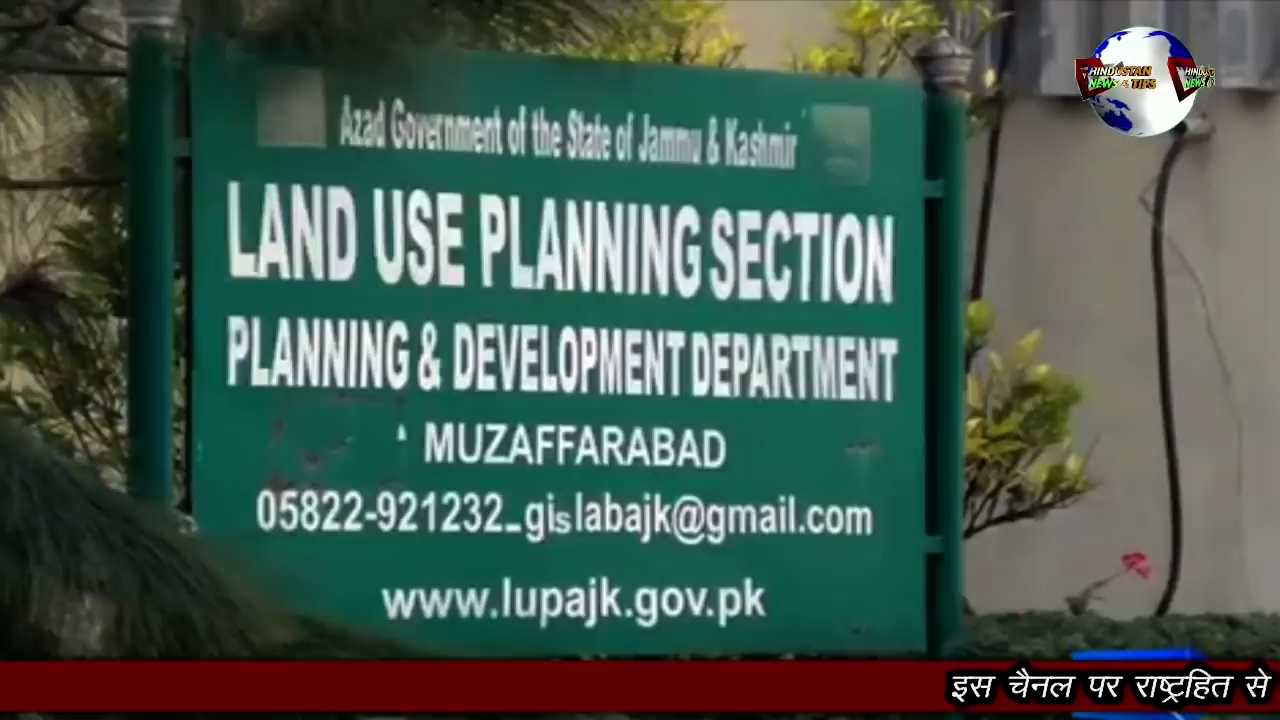 HINDUSTAN
NEWS & TIPS
Azad Government of the State of Jammu & Kashmir
LAND USE PLANNING SECTION
PLANNING & DEVELOPMENT DEPARTMENT
MUZAFFARABAD
05822-921232_gislabajk@gmail.com
www.lupajk.gov.pk
इस चैनल पर राष्ट्रहित से